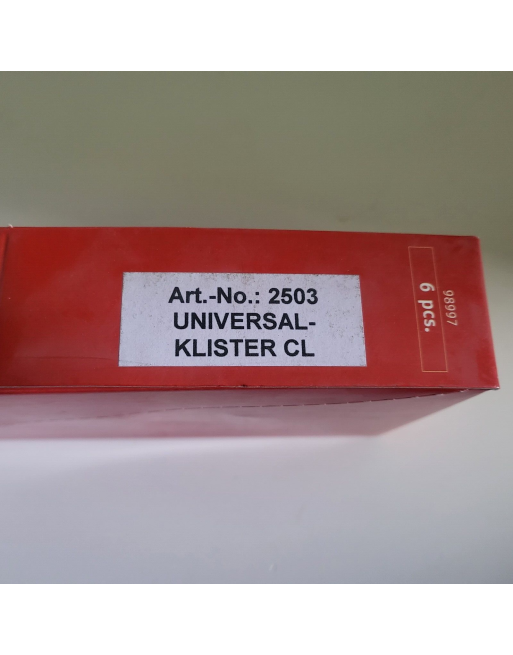 Art.-No.: 2503
UNIVERSAL-
KLISTER CL
98997
6 pcs.